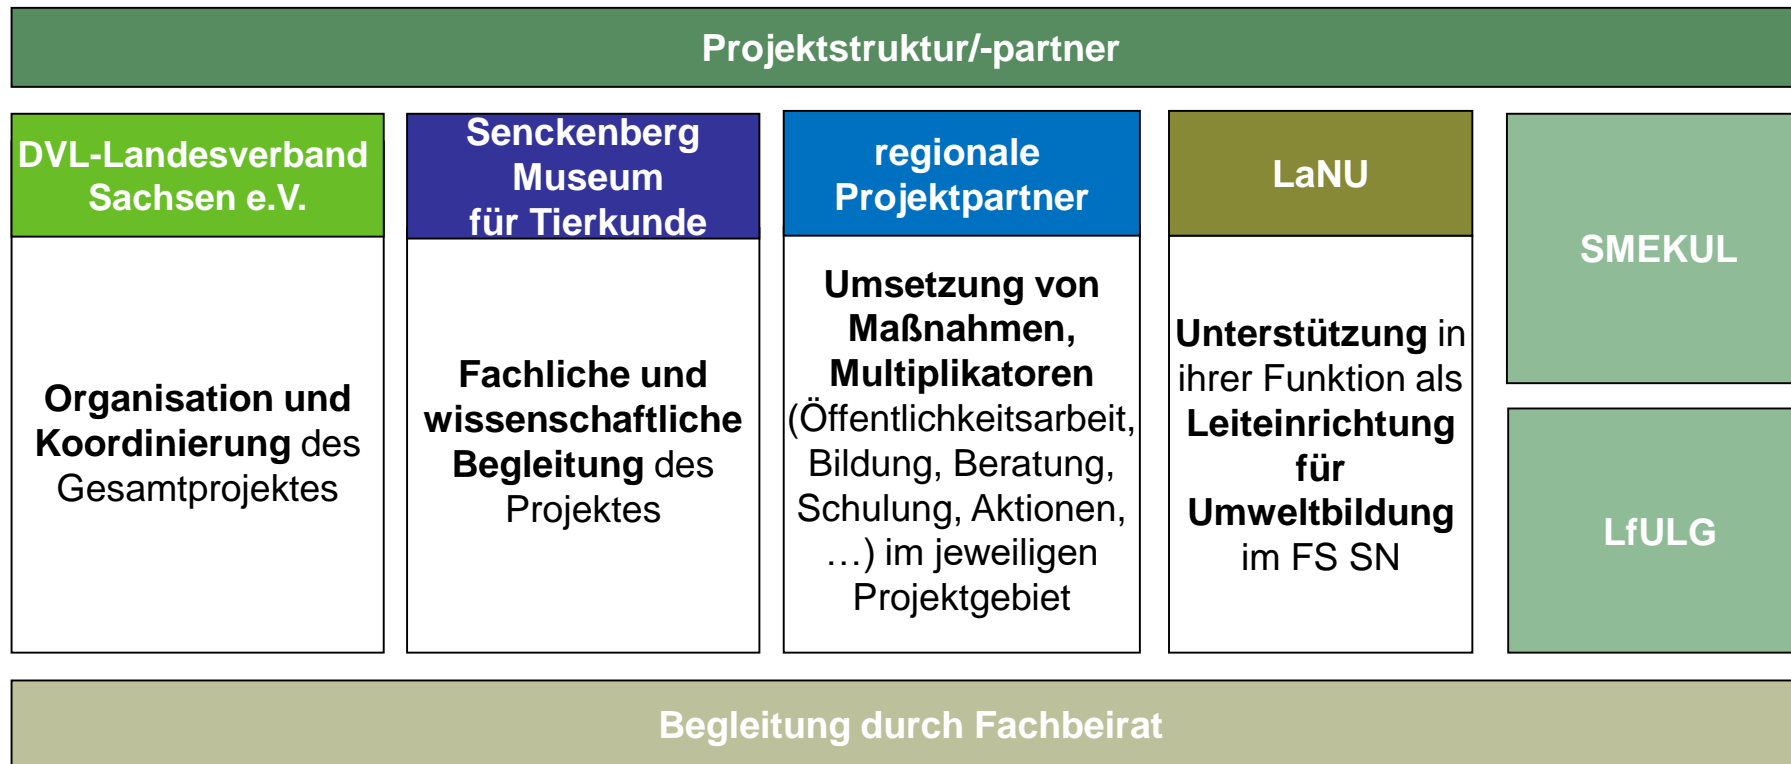 Projektstruktur/-partner
DVL-Landesverband
Sachsen e.V.
Organisation und
Koordinierung des
Gesamtprojektes
Senckenberg
Museum
für Tierkunde
Fachliche und
wissenschaftliche
Begleitung des
Projektes
regionale
Projektpartner
Umsetzung von
Maßnahmen,
Multiplikatoren
(Öffentlichkeitsarbeit,
Bildung, Beratung,
Schulung, Aktionen,
…) im jeweiligen
Projektgebiet
LaNU
Unterstützung in
ihrer Funktion als
Leiteinrichtung
für
Umweltbildung
im FS SN
SMEKUL
LfULG
Begleitung durch Fachbeirat